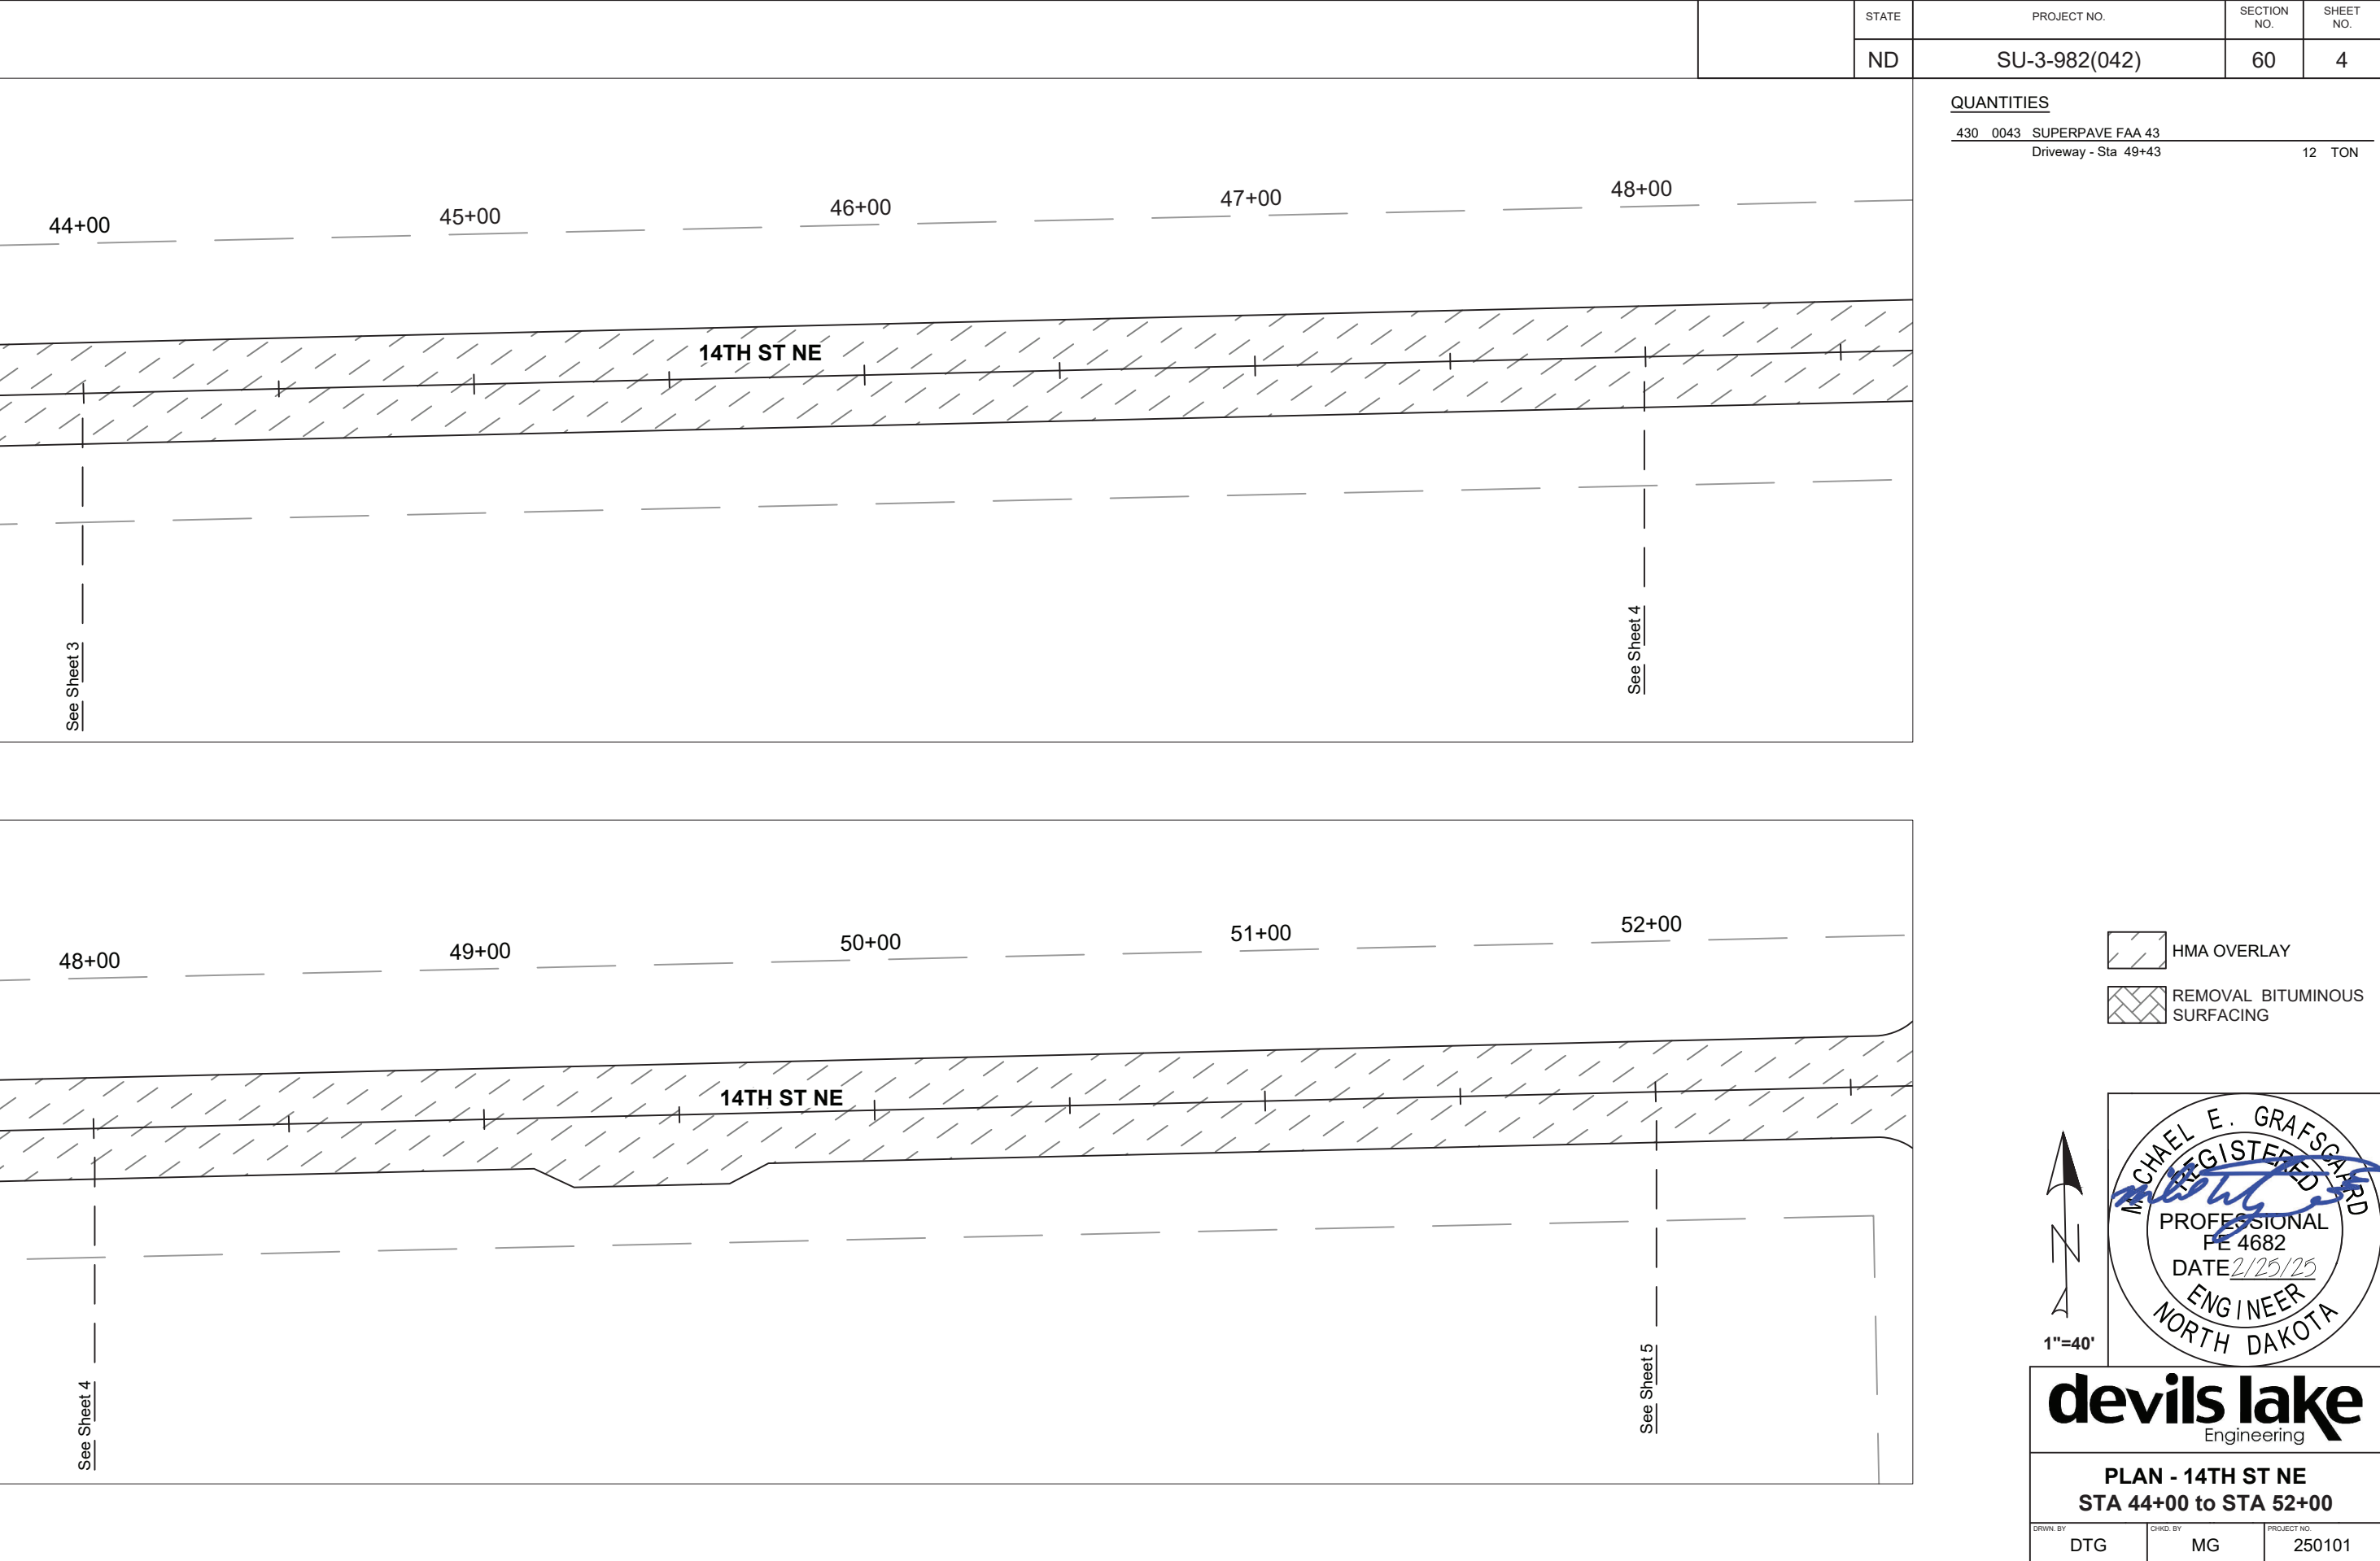 STATE
PROJECT NO.
SECTION NO.
SHEET NO.
ND
SU-3-982(042)
60
4
QUANTITIES
430 0043 SUPERPAVE FAA 43
Driveway - Sta 49+43 12 TON
44+00
45+00
46+00
47+00
48+00
14TH ST NE
See Sheet 3
See Sheet 4
48+00
49+00
50+00
51+00
52+00
14TH ST NE
See Sheet 4
See Sheet 5
HMA OVERLAY
REMOVAL BITUMINOUS
SURFACING
N
1"=40'
MICHAEL E. GRAFSGAARD
REGISTERED
PROFESSIONAL
PE 4682
DATE 2/25/25
ENGINEER
NORTH DAKOTA
devils lake
Engineering
PLAN - 14TH ST NE
STA 44+00 to STA 52+00
DRWN. BY
DTG
CHKD. BY
MG
PROJECT NO.
250101